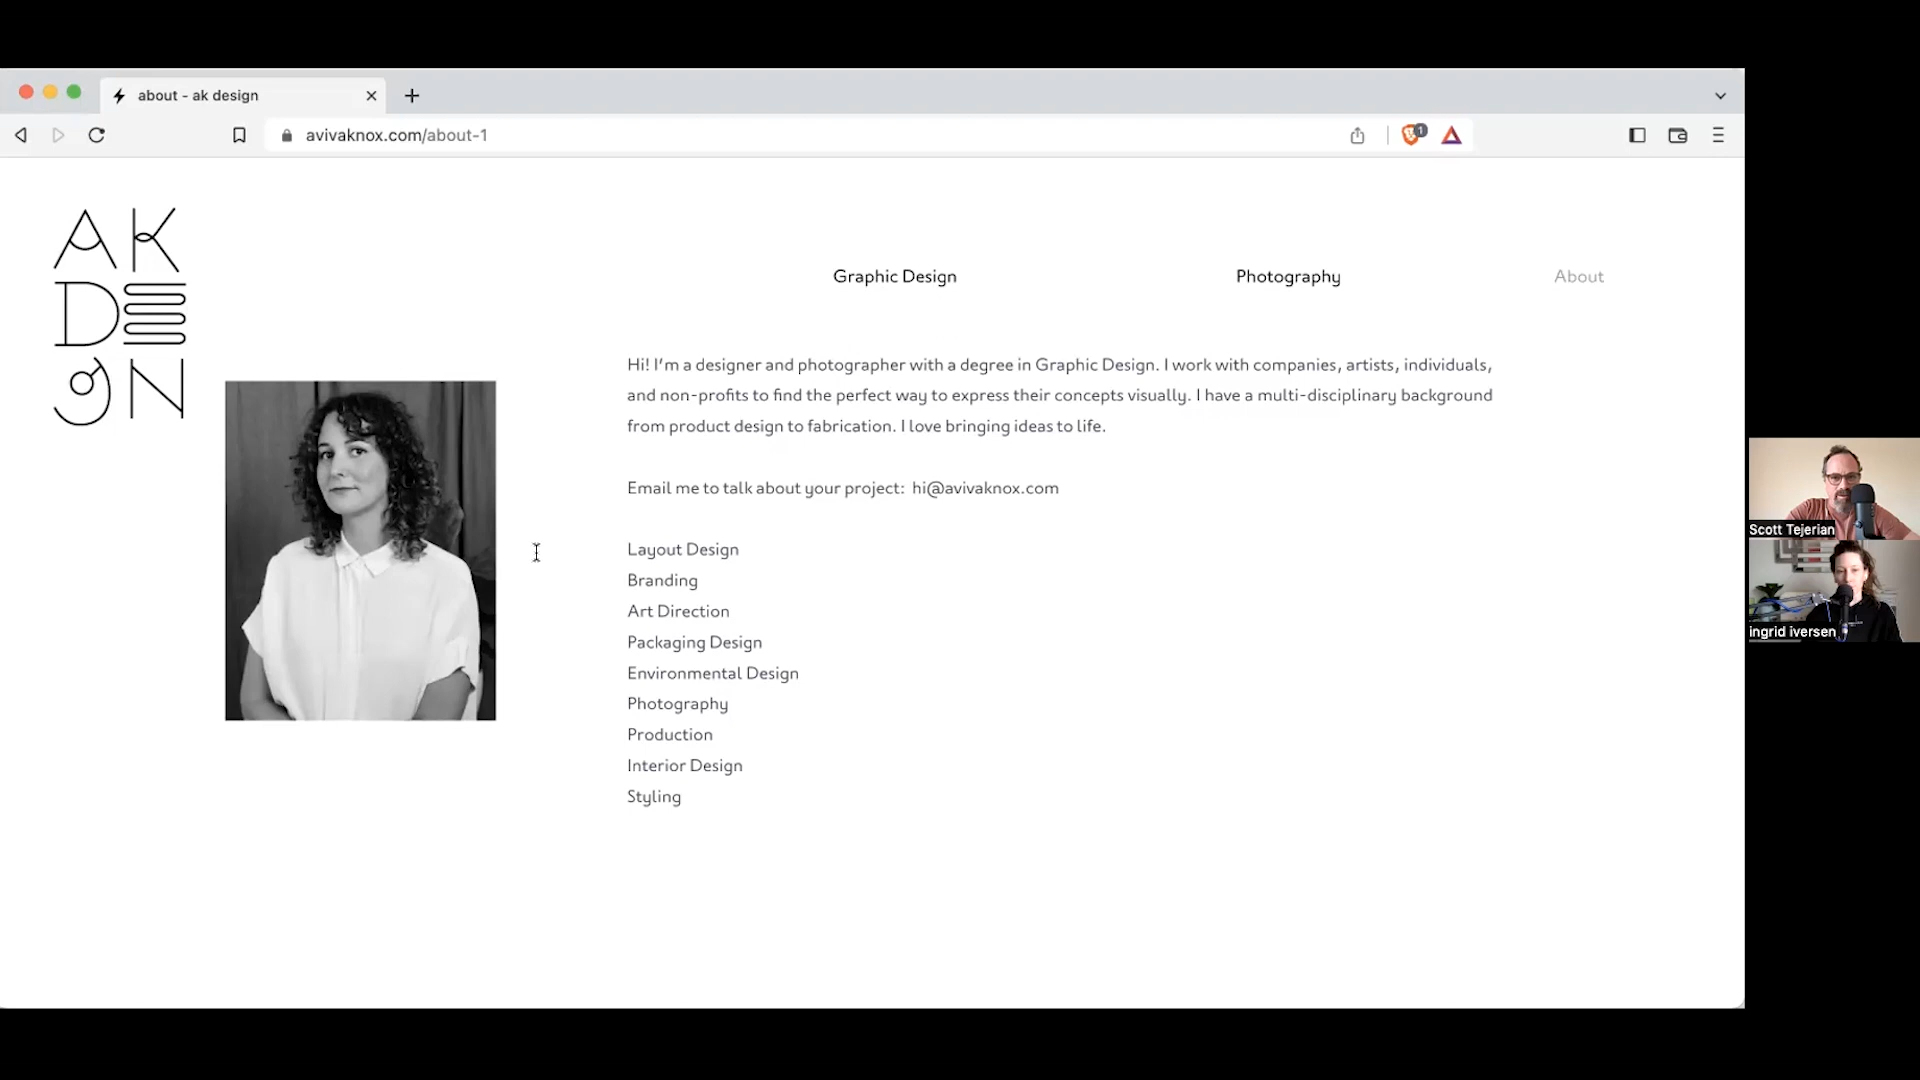 about - ak design
avivaknox.com/about-1
1
AK
DESIGN
Graphic Design
Photography
About
Hi! I'm a designer and photographer with a degree in Graphic Design. I work with companies, artists, individuals,
and non-profits to find the perfect way to express their concepts visually. I have a multi-disciplinary background
from product design to fabrication. I love bringing ideas to life.
Email me to talk about your project: hi@avivaknox.com
Layout Design
Branding
Art Direction
Packaging Design
Environmental Design
Photography
Production
Interior Design
Styling
Scott Tejerian
ingrid iversen